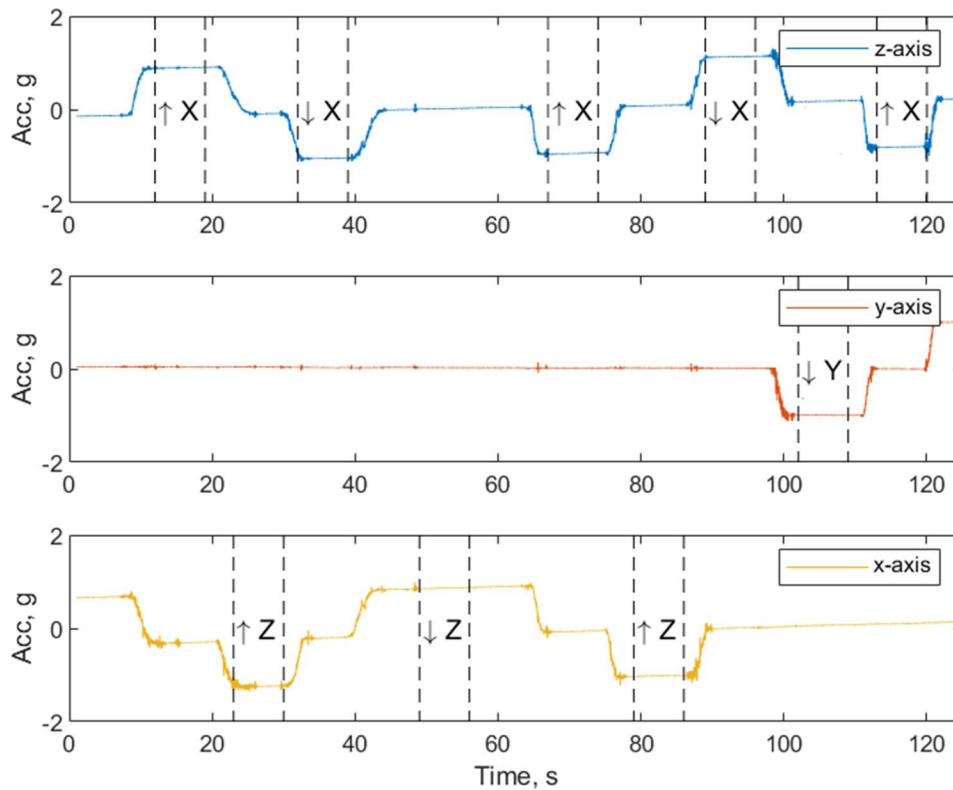 2
0
-2
Acc, g
↑ X
↓ X
↑ X
↓ X
↑ X
z-axis
0 20 40 60 80 100 120
2
0
-2
Acc, g
↓ Y
y-axis
0 20 40 60 80 100 120
2
0
-2
Acc, g
↑ Z
↓ Z
↑ Z
x-axis
0 20 40 60 80 100 120
Time, s